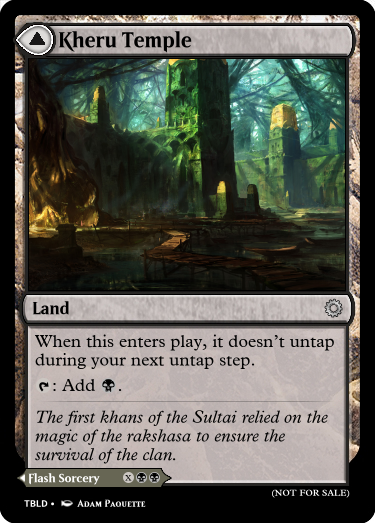 Kheru Temple
Land
When this enters play, it doesn't untap
during your next untap step.
: Add .
The first khans of the Sultai relied on the
magic of the rakshasa to ensure the
survival of the clan.
Flash Sorcery X
(NOT FOR SALE)
TBLD • Adam Paquette